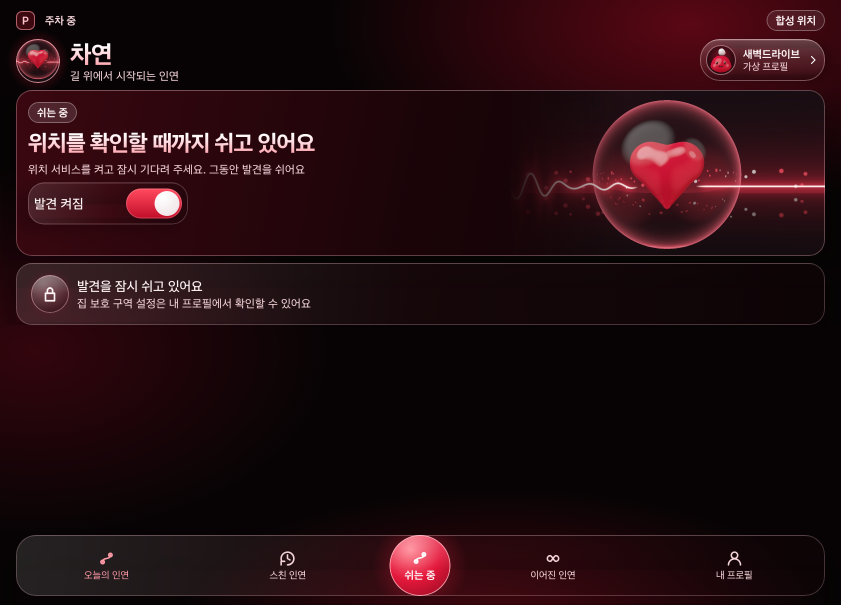 P 주차 중
합성 위치
차연
길 위에서 시작되는 인연
새벽드라이브
가상 프로필
쉬는 중
위치를 확인할 때까지 쉬고 있어요
위치 서비스를 켜고 잠시 기다려 주세요. 그동안 발견을 쉬어요
발견 켜짐
발견을 잠시 쉬고 있어요
집 보호 구역 설정은 내 프로필에서 확인할 수 있어요
오늘의 인연
스친 인연
쉬는 중
이어진 인연
내 프로필